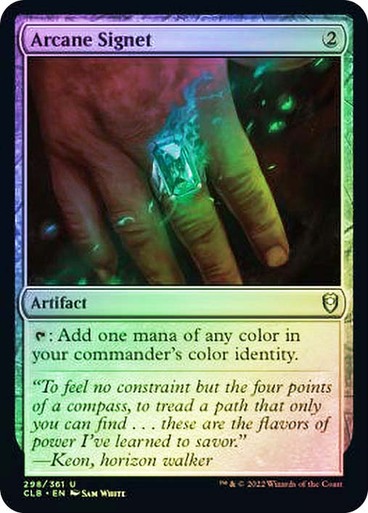 Arcane Signet 2
Artifact
: Add one mana of any color in
your commander's color identity.
"To feel no constraint but the four points
of a compass, to tread a path that only
you can find . . . these are the flavors of
power I've learned to savor."
—Keon, horizon walker
298/361 U
CLB • EN Sam White
™ & © 2022 Wizards of the Coast